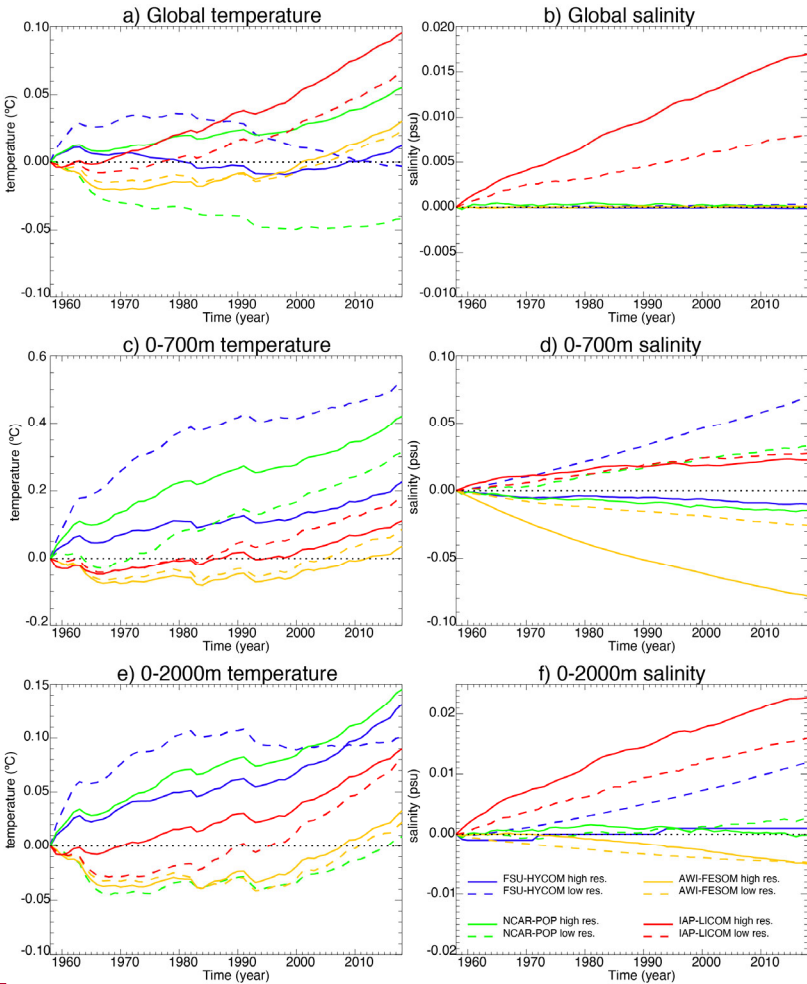 a) Global temperature
temperature (°C)
0.10
0.05
0.00
-0.05
-0.10
1960 1970 1980 1990 2000 2010
Time (year)
b) Global salinity
salinity (psu)
0.020
0.015
0.010
0.005
0.000
-0.005
-0.010
1960 1970 1980 1990 2000 2010
Time (year)
c) 0-700m temperature
temperature (°C)
0.6
0.4
0.2
0.0
-0.2
1960 1970 1980 1990 2000 2010
Time (year)
d) 0-700m salinity
salinity (psu)
0.10
0.05
0.00
-0.05
-0.10
1960 1970 1980 1990 2000 2010
Time (year)
e) 0-2000m temperature
temperature (°C)
0.15
0.10
0.05
0.00
-0.05
-0.10
1960 1970 1980 1990 2000 2010
Time (year)
f) 0-2000m salinity
salinity (psu)
0.02
0.01
0.00
-0.01
-0.02
FSU-HYCOM high res.
FSU-HYCOM low res.
AWI-FESOM high res.
AWI-FESOM low res.
NCAR-POP high res.
NCAR-POP low res.
IAP-LICOM high res.
IAP-LICOM low res.
1960 1970 1980 1990 2000 2010
Time (year)